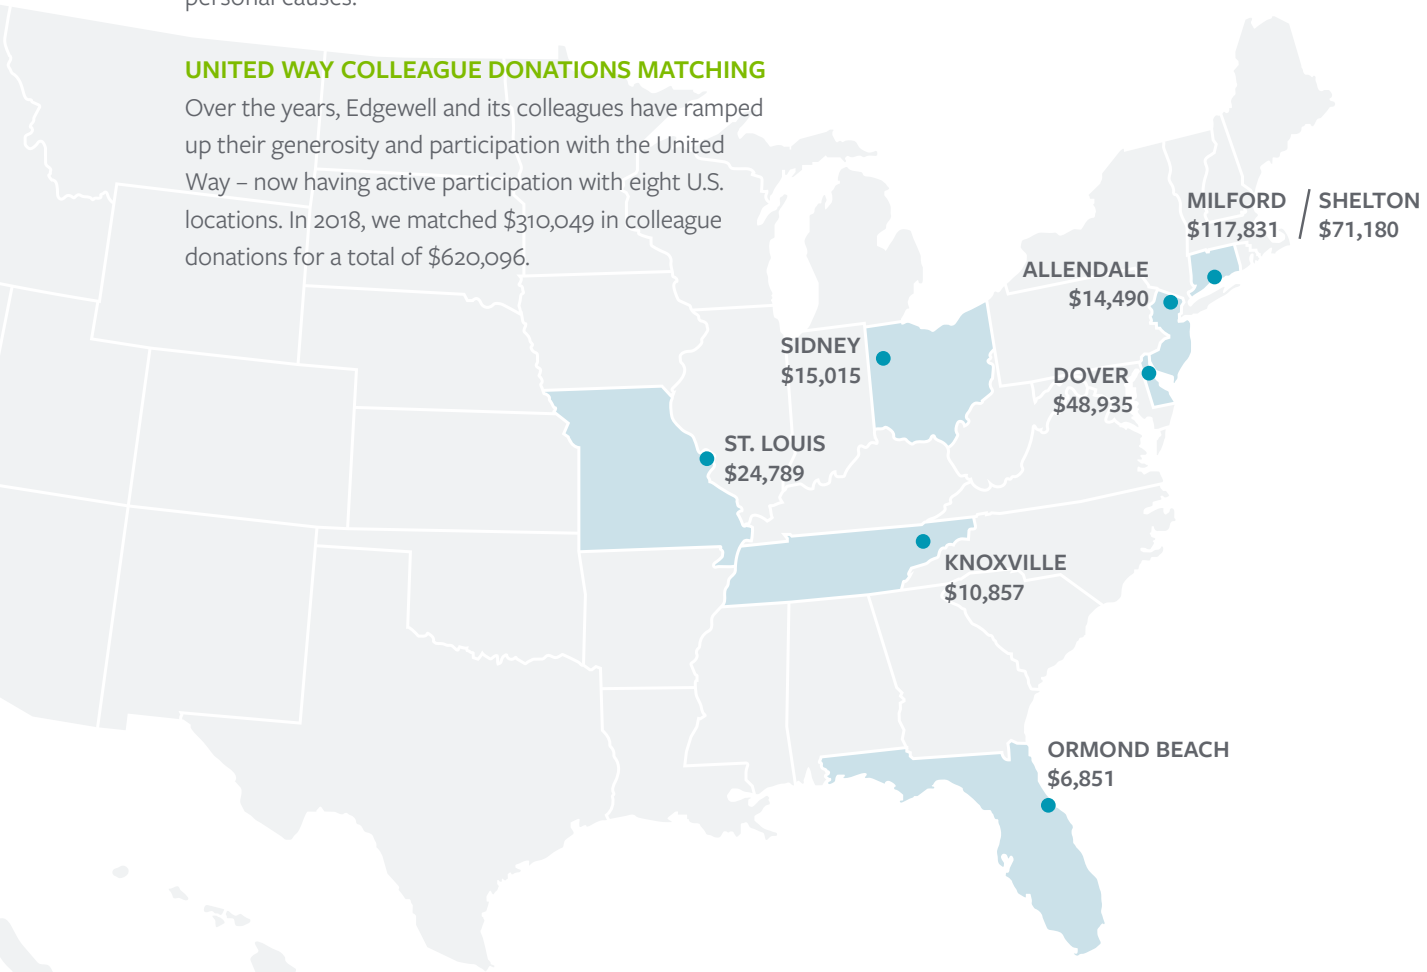 personal causes.
UNITED WAY COLLEAGUE DONATIONS MATCHING
Over the years, Edgewell and its colleagues have ramped
up their generosity and participation with the United
Way – now having active participation with eight U.S.
locations. In 2018, we matched $310,049 in colleague
donations for a total of $620,096.
MILFORD / SHELTON
$117,831 $71,180
ALLENDALE
$14,490
SIDNEY
$15,015
DOVER
$48,935
ST. LOUIS
$24,789
KNOXVILLE
$10,857
ORMOND BEACH
$6,851